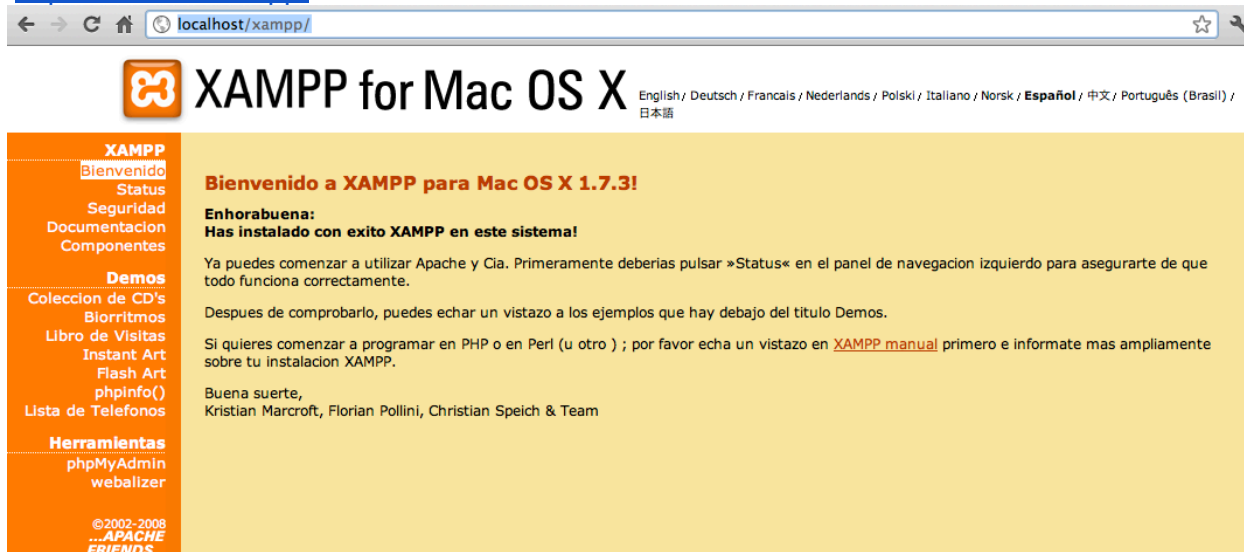 localhost/xampp/
XAMPP for Mac OS X
English / Deutsch / Francais / Nederlands / Polski / Italiano / Norsk / Español / 中文 / Português (Brasil) /
日本語
XAMPP
Bienvenido
Status
Seguridad
Documentacion
Componentes
Demos
Coleccion de CD's
Biorritmos
Libro de Visitas
Instant Art
Flash Art
phpinfo()
Lista de Telefonos
Herramientas
phpMyAdmin
webalizer
©2002-2008
...APACHE
FRIENDS
Bienvenido a XAMPP para Mac OS X 1.7.3!
Enhorabuena:
Has instalado con exito XAMPP en este sistema!
Ya puedes comenzar a utilizar Apache y Cia. Primeramente deberias pulsar »Status« en el panel de navegacion izquierdo para asegurarte de que
todo funciona correctamente.
Despues de comprobarlo, puedes echar un vistazo a los ejemplos que hay debajo del titulo Demos.
Si quieres comenzar a programar en PHP o en Perl (u otro ) ; por favor echa un vistazo en XAMPP manual primero e informate mas ampliamente
sobre tu instalacion XAMPP.
Buena suerte,
Kristian Marcroft, Florian Pollini, Christian Speich & Team